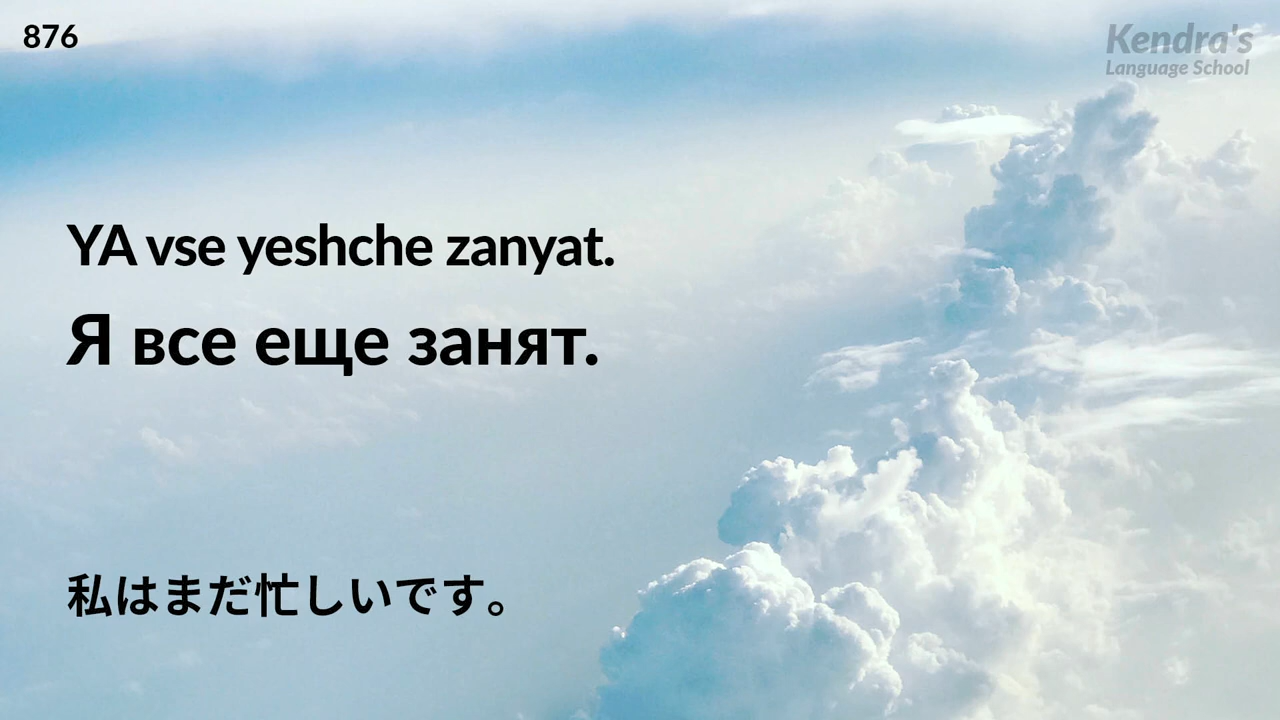 876
Kendra's
Language School
YA vse yeshche zanyat.
Я все еще занят.
私はまだ忙しいです。